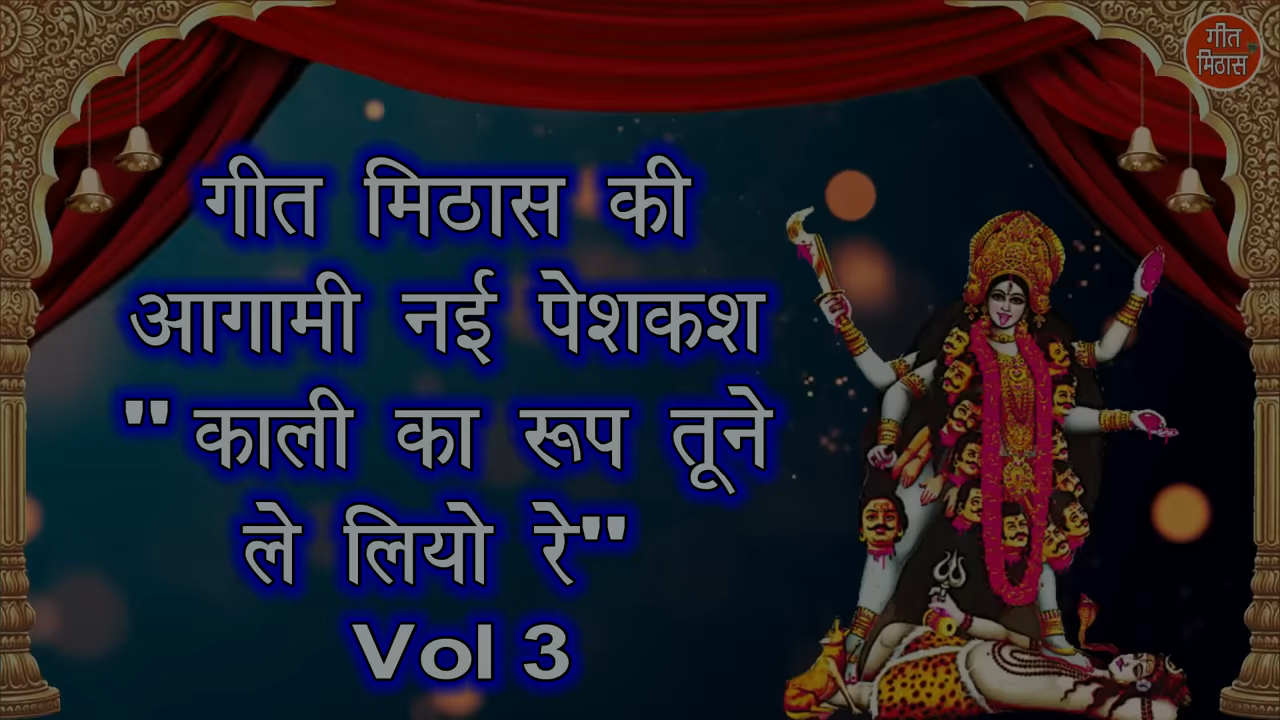 गीत मिठास
गीत मिठास की
आगामी नई पेशकश
" काली का रूप तूने
ले लियो रे"
Vol 3